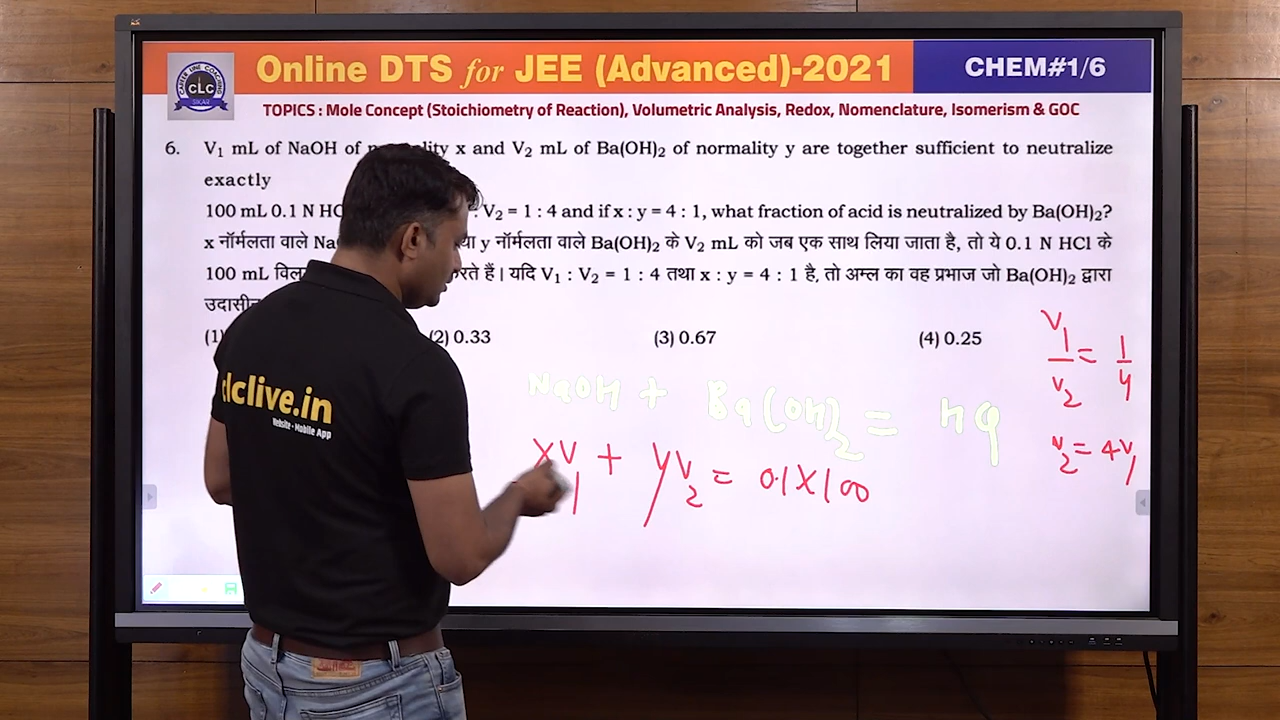 Online DTS for JEE (Advanced)-2021
CHEM#1/6
CAREER LINE COACHING
CLC
SIKAR
TOPICS : Mole Concept (Stoichiometry of Reaction), Volumetric Analysis, Redox, Nomenclature, Isomerism & GOC
6. V₁ mL of NaOH of x and V₂ mL of Ba(OH)₂ of normality y are together sufficient to neutralize
exactly
100 mL 0.1 N : V₂ = 1 : 4 and if x : y = 4 : 1, what fraction of acid is neutralized by Ba(OH)₂?
x नॉर्मलता वाले y नॉर्मलता वाले Ba(OH)₂ के V₂ mL को जब एक साथ लिया जाता है, तो ये 0.1 N HCl के
100 mL हैं। यदि V₁ : V₂ = 1 : 4 तथा x : y = 4 : 1 है, तो अम्ल का वह प्रभाज जो Ba(OH)₂ द्वारा
(1) (2) 0.33 (3) 0.67 (4) 0.25
V₁/V₂ = 1/4
NaOH + Ba(OH)₂ = HCl
V₂ = 4V₁
xV₁ + yV₂ = 0.1 X 100
clclive.in
Website • Mobile App